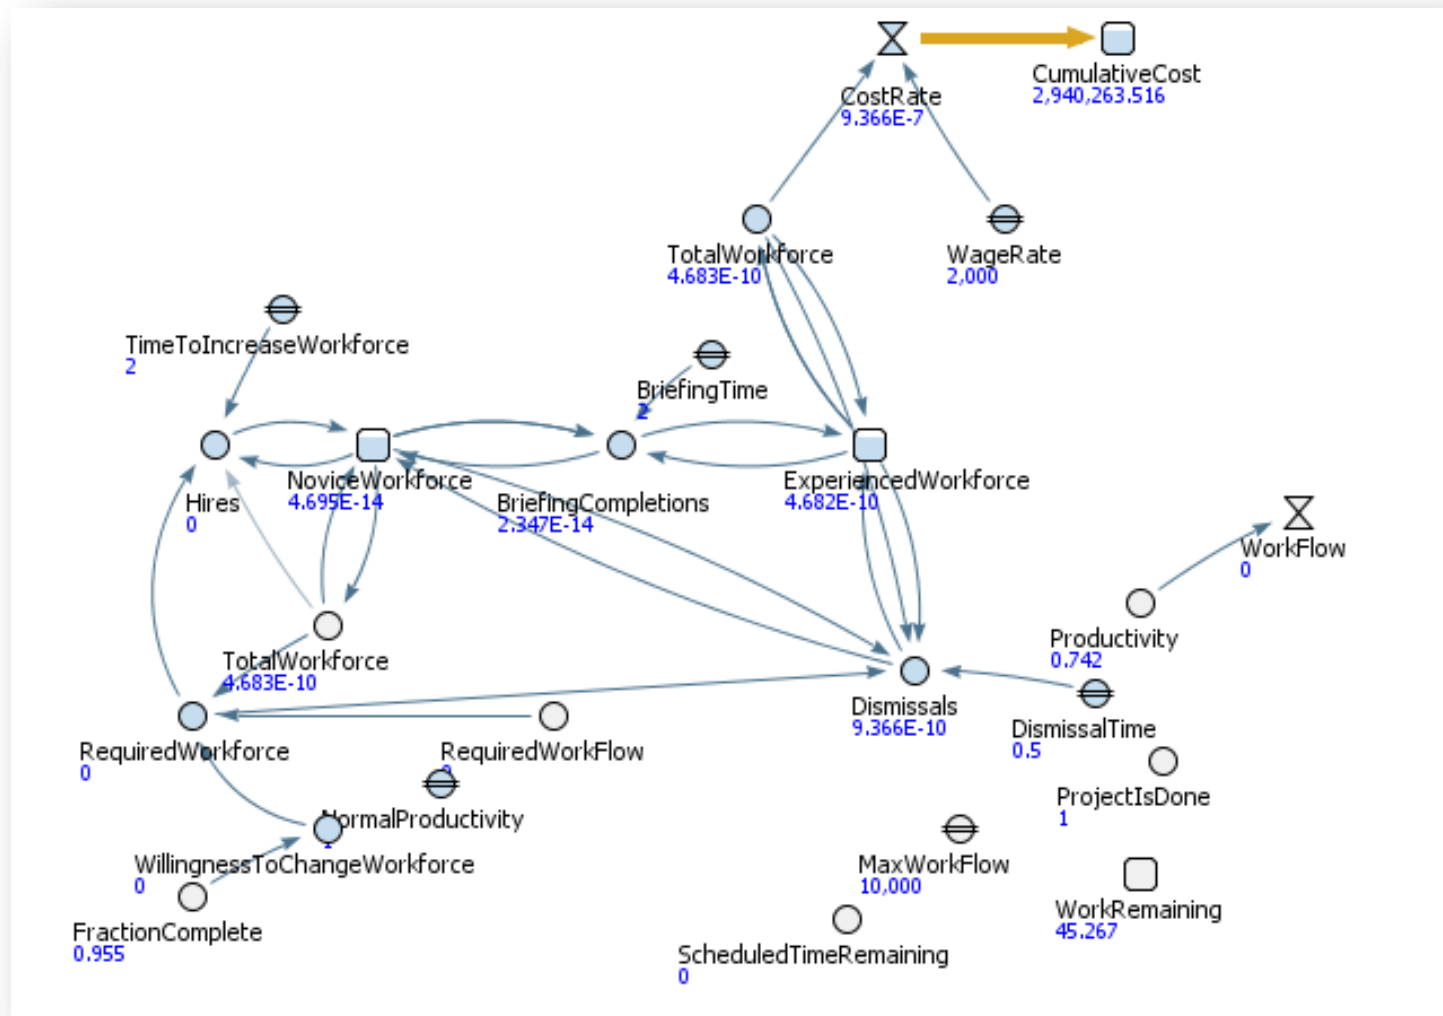 CostRate
9.366E-7
CumulativeCost
2,940,263.516
TotalWorkforce
4.683E-10
WageRate
2,000
TimeToIncreaseWorkforce
2
BriefingTime
2
Hires
0
NoviceWorkforce
4.695E-14
BriefingCompletions
2.347E-14
ExperiencedWorkforce
4.682E-10
WorkFlow
0
Productivity
0.742
TotalWorkforce
4.683E-10
Dismissals
9.366E-10
DismissalTime
0.5
RequiredWorkforce
0
RequiredWorkFlow
ProjectIsDone
1
NormalProductivity
WillingnessToChangeWorkforce
0
MaxWorkFlow
10,000
WorkRemaining
45.267
FractionComplete
0.955
ScheduledTimeRemaining
0